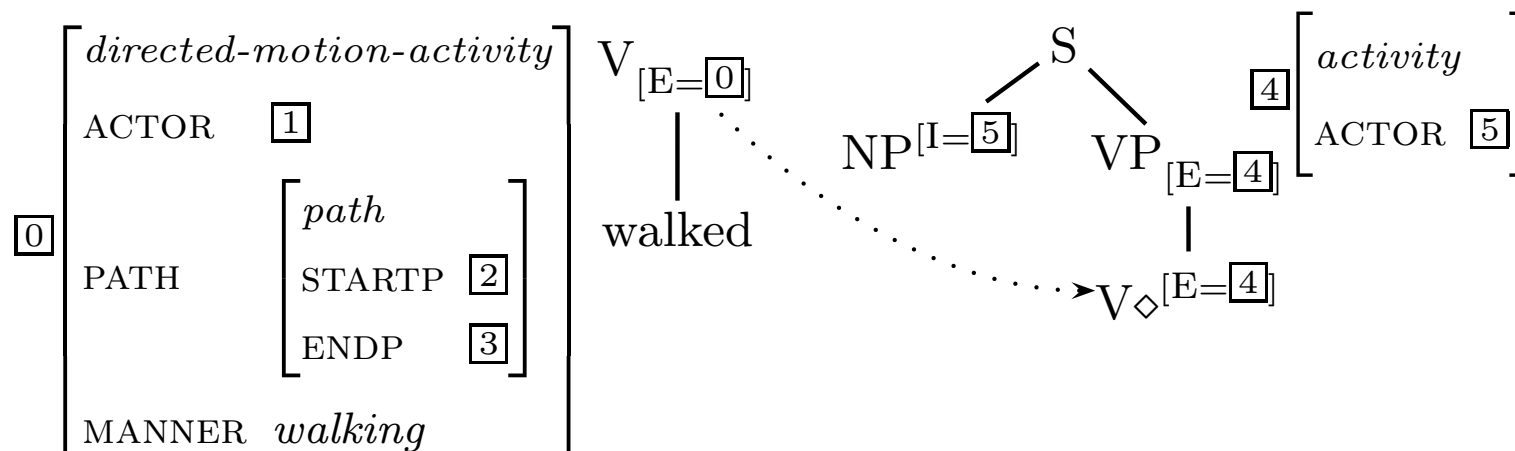 directed-motion-activity
ACTOR 1
0
PATH
path
STARTP 2
ENDP 3
MANNER walking
V[E=0]
walked
S
NP[I=5]
VP[E=4]
V◇[E=4]
4
activity
ACTOR 5